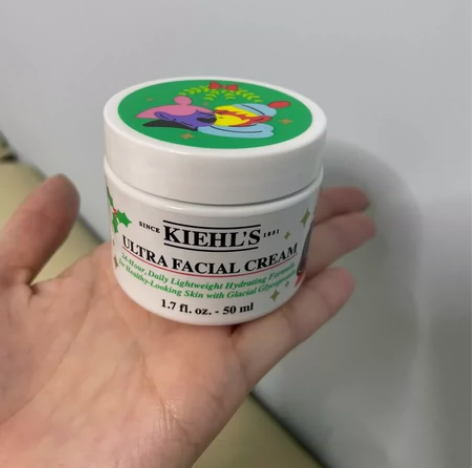 SINCE KIEHL'S 1851
ULTRA FACIAL CREAM
24-Hour Daily Lightweight Hydrating Formula
for Healthy-Looking Skin with Glacial Glycoprotein
1.7 fl. oz. - 50 ml